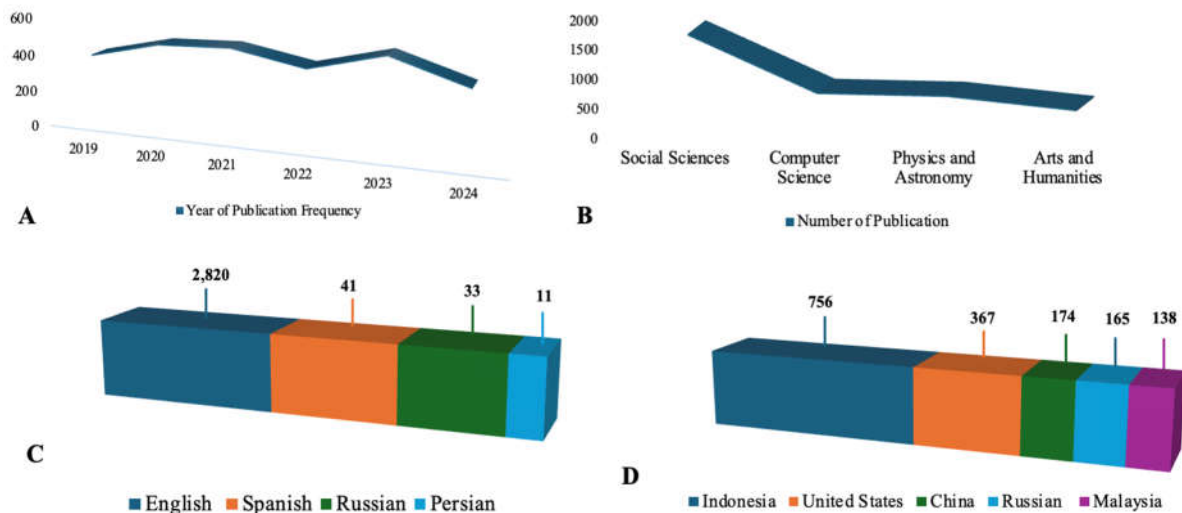 600
400
200
0
2019
2020
2021
2022
2023
2024
Year of Publication Frequency
A
2000
1500
1000
500
0
Social Sciences
Computer
Science
Physics and
Astronomy
Arts and
Humanities
Number of Publication
B
2,820
41
33
11
C
English
Spanish
Russian
Persian
756
367
174
165
138
D
Indonesia
United States
China
Russian
Malaysia